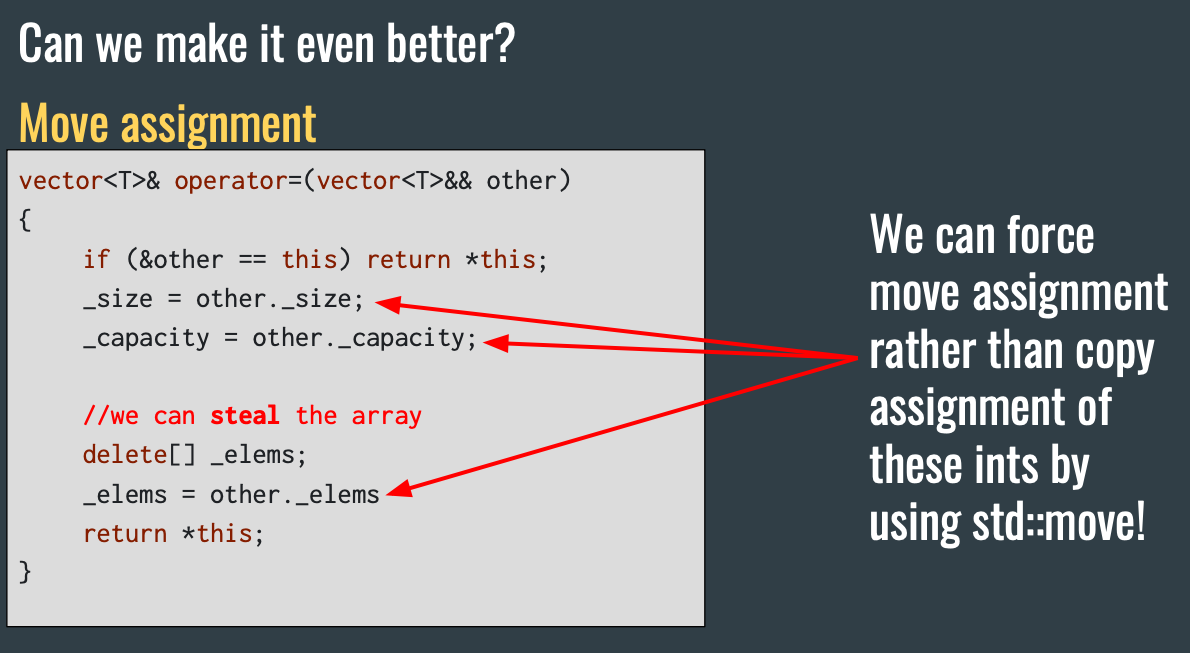 Can we make it even better?
Move assignment
vector<T>& operator=(vector<T>&& other)
{
if (&other == this) return *this;
_size = other._size;
_capacity = other._capacity;
//we can steal the array
delete[] _elems;
_elems = other._elems
return *this;
}
We can force
move assignment
rather than copy
assignment of
these ints by
using std::move!